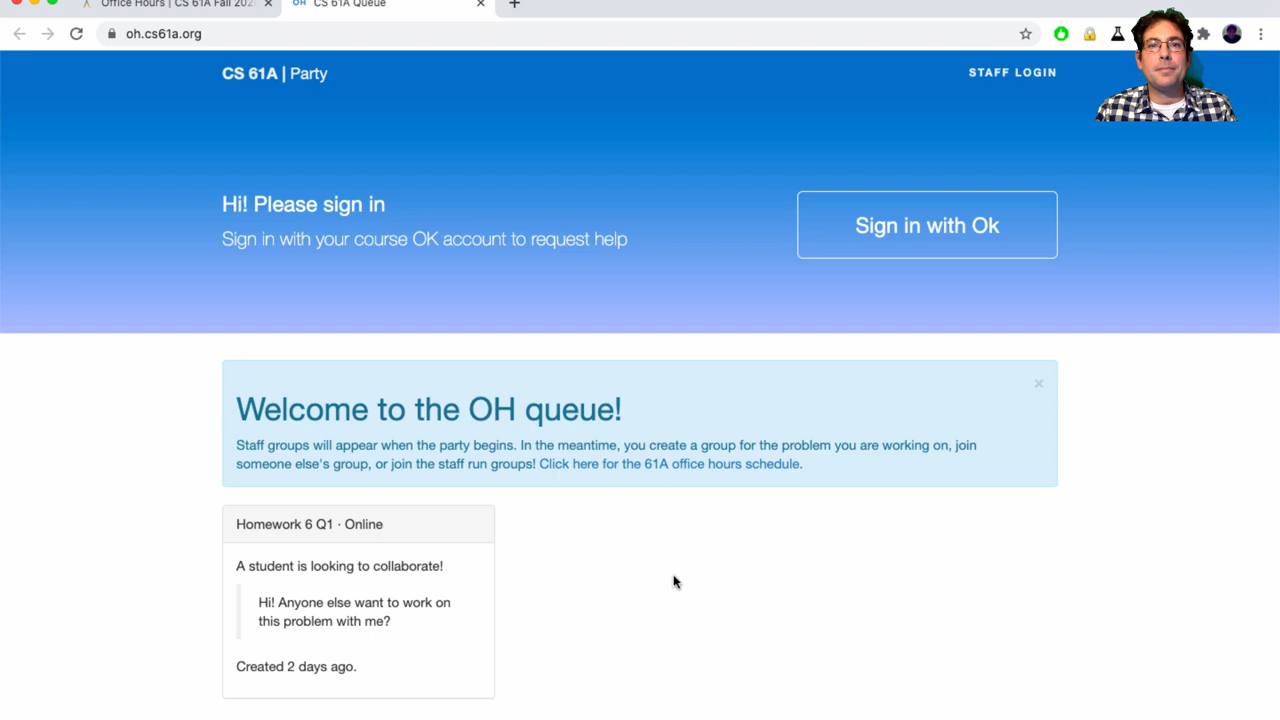 Office Hours | CS 61A Fall 202
OH CS 61A Queue
oh.cs61a.org
CS 61A | Party
STAFF LOGIN
Hi! Please sign in
Sign in with your course OK account to request help
Sign in with Ok
Welcome to the OH queue!
Staff groups will appear when the party begins. In the meantime, you create a group for the problem you are working on, join
someone else's group, or join the staff run groups! Click here for the 61A office hours schedule.
Homework 6 Q1 · Online
A student is looking to collaborate!
Hi! Anyone else want to work on
this problem with me?
Created 2 days ago.